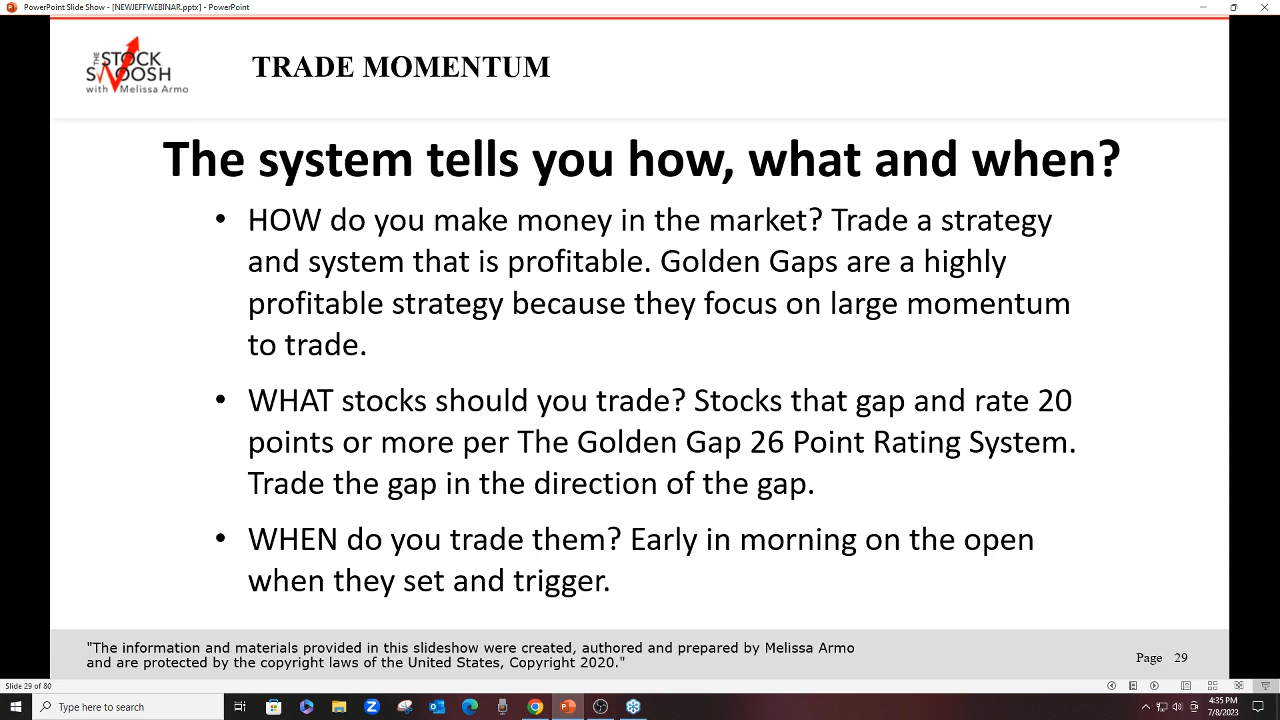 PowerPoint Slide Show - [NEWJEFFWEBINAR.pptx] - PowerPoint
THE
STOCK
SWOOSH
with Melissa Armo
TRADE MOMENTUM
The system tells you how, what and when?
• HOW do you make money in the market? Trade a strategy
and system that is profitable. Golden Gaps are a highly
profitable strategy because they focus on large momentum
to trade.
• WHAT stocks should you trade? Stocks that gap and rate 20
points or more per The Golden Gap 26 Point Rating System.
Trade the gap in the direction of the gap.
• WHEN do you trade them? Early in morning on the open
when they set and trigger.
"The information and materials provided in this slideshow were created, authored and prepared by Melissa Armo
and are protected by the copyright laws of the United States, Copyright 2020."
Page 29
Slide 29 of 80
Type here to search
4:35 PM
7/8/2023